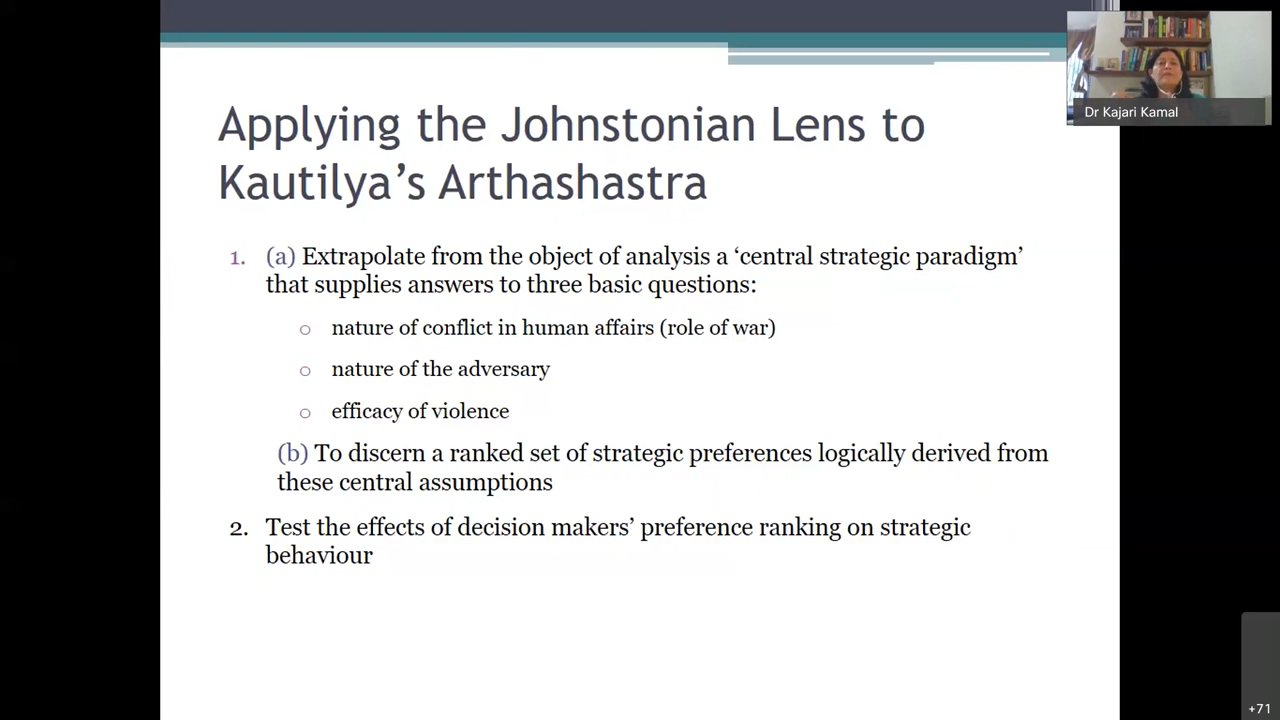 Applying the Johnstonian Lens to
Kautilya’s Arthashastra
1. (a) Extrapolate from the object of analysis a ‘central strategic paradigm’
that supplies answers to three basic questions:
○ nature of conflict in human affairs (role of war)
○ nature of the adversary
○ efficacy of violence
(b) To discern a ranked set of strategic preferences logically derived from
these central assumptions
2. Test the effects of decision makers’ preference ranking on strategic
behaviour
Dr Kajari Kamal
+71